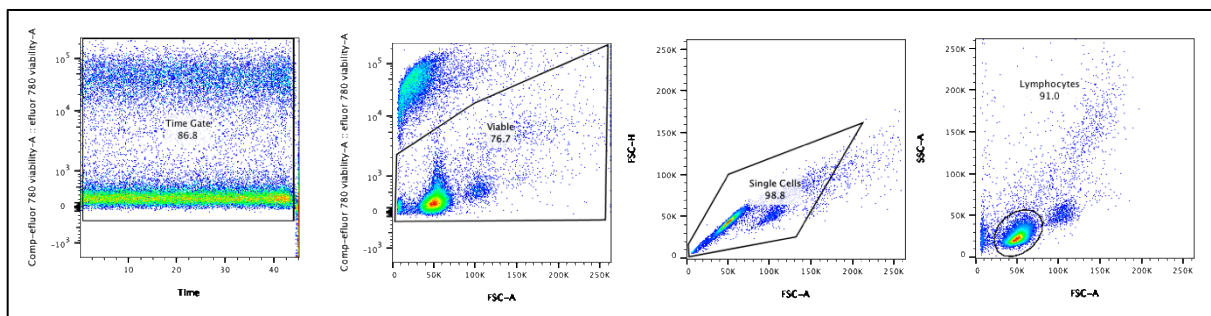 Comp-efluor 780 viability-A :: efluor 780 viability-A
10^5
10^4
10^3
0
-10^3
Time Gate
86.8
10 20 30 40
Time
Comp-efluor 780 viability-A :: efluor 780 viability-A
10^5
10^4
10^3
0
-10^3
Viable
76.7
0 50K 100K 150K 200K 250K
FSC-A
FSC-H
250K
200K
150K
100K
50K
0
Single Cells
98.8
0 50K 100K 150K 200K 250K
FSC-A
SSC-A
250K
200K
150K
100K
50K
0
Lymphocytes
91.0
0 50K 100K 150K 200K 250K
FSC-A